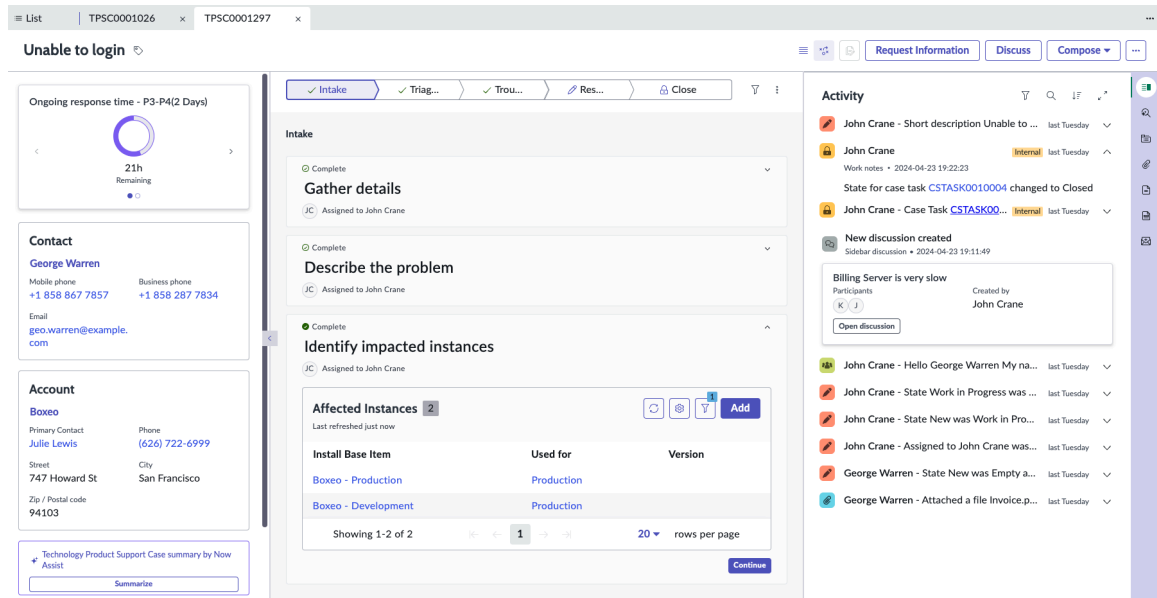 List
TPSC0001026 ×
TPSC0001297 ×
Unable to login
Request Information
Discuss
Compose
Ongoing response time - P3-P4(2 Days)
21h
Remaining
Contact
George Warren
Mobile phone
Business phone
+1 858 867 7857
+1 858 287 7834
Email
geo.warren@example.
com
Account
Boxeo
Primary Contact
Phone
Julie Lewis
(626) 722-6999
Street
City
747 Howard St
San Francisco
Zip / Postal code
94103
Technology Product Support Case summary by Now
Assist
Summarize
Intake
Triag...
Trou...
Res...
Close
Intake
Complete
Gather details
JC Assigned to John Crane
Complete
Describe the problem
JC Assigned to John Crane
Complete
Identify impacted instances
JC Assigned to John Crane
Affected Instances 2
Last refreshed just now
1
Add
Install Base Item
Used for
Version
Boxeo - Production
Production
Boxeo - Development
Production
Showing 1-2 of 2
1
20
rows per page
Continue
Activity
John Crane - Short description Unable to ... last Tuesday
John Crane Internal last Tuesday
Work notes • 2024-04-23 19:22:23
State for case task CSTASK0010004 changed to Closed
John Crane - Case Task CSTASK00... Internal last Tuesday
New discussion created
Sidebar discussion • 2024-04-23 19:11:49
Billing Server is very slow
Participants
Created by
K J
John Crane
Open discussion
John Crane - Hello George Warren My na... last Tuesday
John Crane - State Work in Progress was ... last Tuesday
John Crane - State New was Work in Pro... last Tuesday
John Crane - Assigned to John Crane was... last Tuesday
George Warren - State New was Empty a... last Tuesday
George Warren - Attached a file Invoice.p... last Tuesday